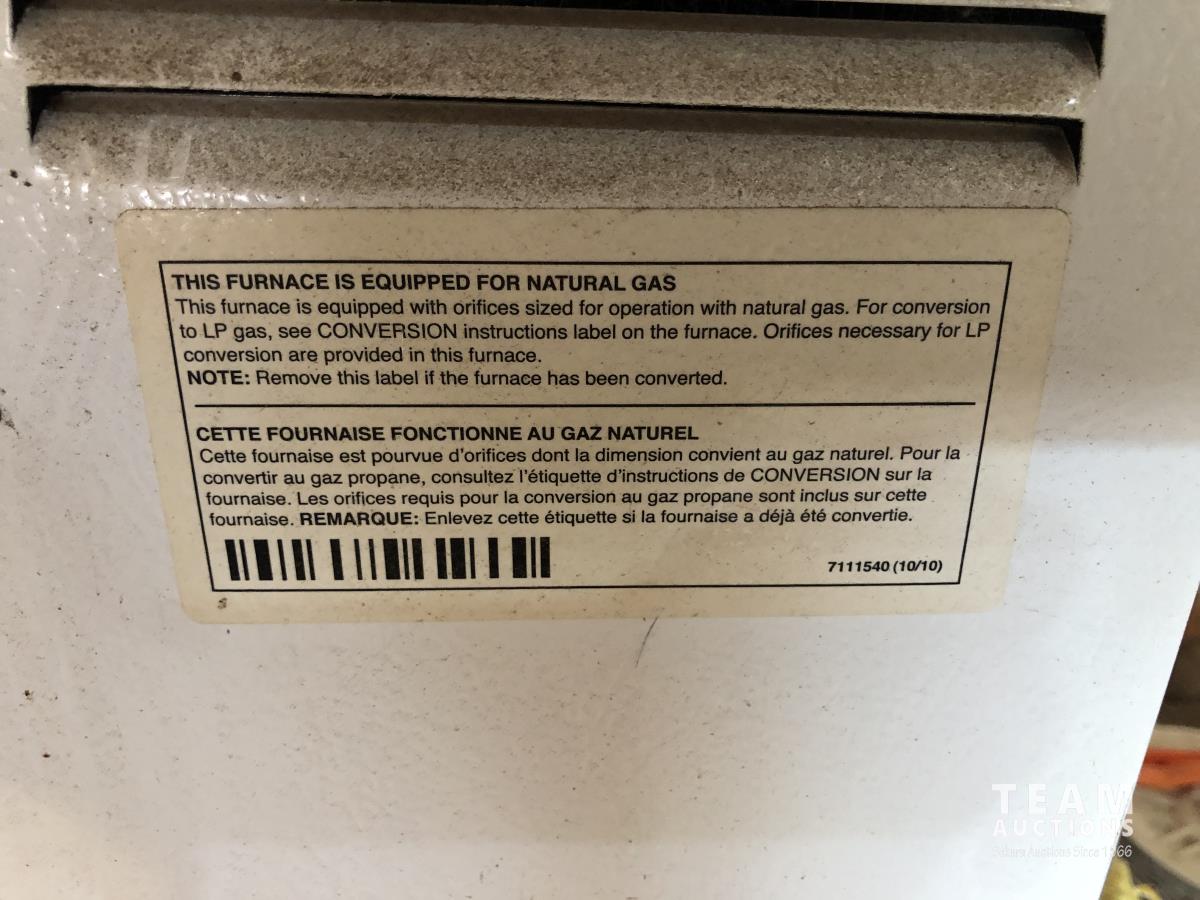 THIS FURNACE IS EQUIPPED FOR NATURAL GAS
This furnace is equipped with orifices sized for operation with natural gas. For conversion
to LP gas, see CONVERSION instructions label on the furnace. Orifices necessary for LP
conversion are provided in this furnace.
NOTE: Remove this label if the furnace has been converted.
CETTE FOURNAISE FONCTIONNE AU GAZ NATUREL
Cette fournaise est pourvue d'orifices dont la dimension convient au gaz naturel. Pour la
convertir au gaz propane, consultez l'étiquette d'instructions de CONVERSION sur la
fournaise. Les orifices requis pour la conversion au gaz propane sont inclus sur cette
fournaise. REMARQUE: Enlevez cette étiquette si la fournaise a déjà été convertie.
7111540 (10/10)
TEAM
AUCTIONS
Auctions Since 1966